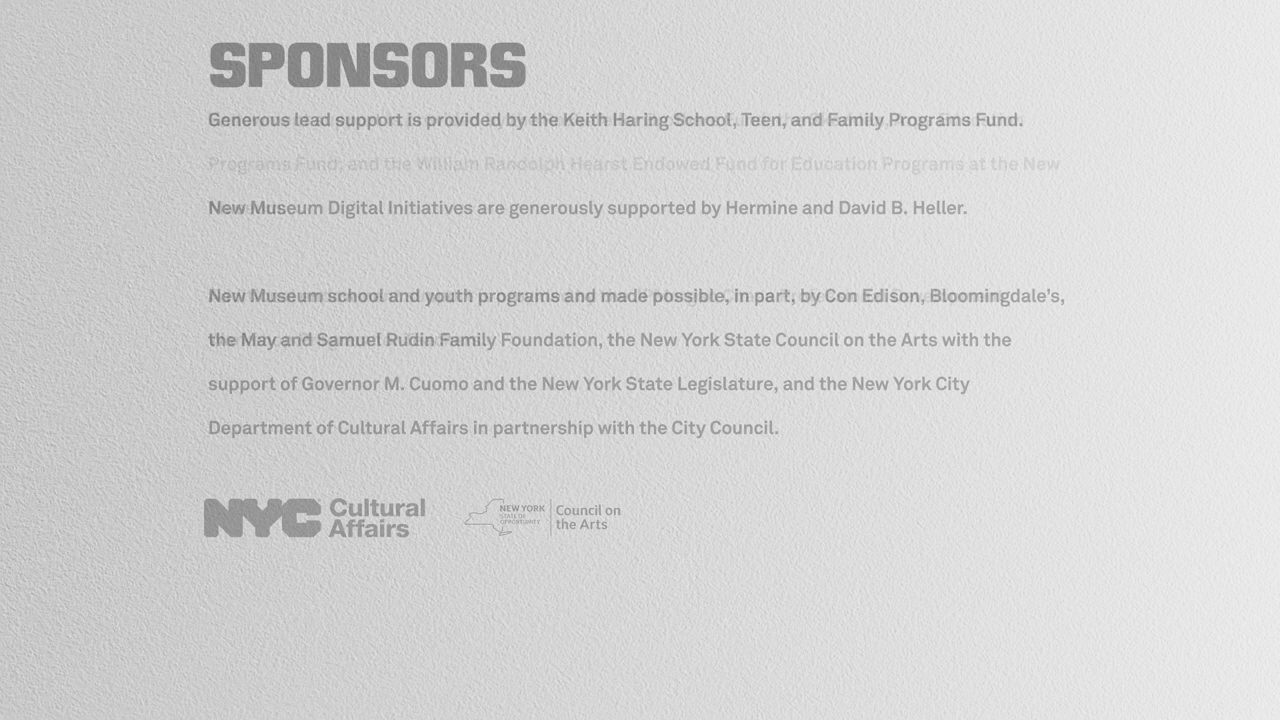 SPONSORS
Generous lead support is provided by the Keith Haring School, Teen, and Family Programs Fund.
Programs Fund, and the William Randolph Hearst Endowed Fund for Education Programs at the New
New Museum Digital Initiatives are generously supported by Hermine and David B. Heller.
New Museum school and youth programs and made possible, in part, by Con Edison, Bloomingdale's,
the May and Samuel Rudin Family Foundation, the New York State Council on the Arts with the
support of Governor M. Cuomo and the New York State Legislature, and the New York City
Department of Cultural Affairs in partnership with the City Council.
NYC Cultural Affairs
NEW YORK STATE OF OPPORTUNITY Council on the Arts